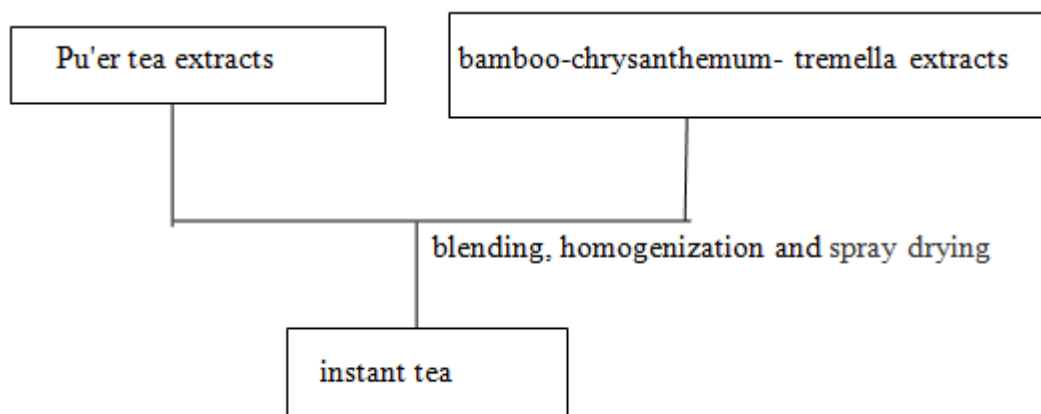 Pu'er tea extracts
bamboo-chrysanthemum- tremella extracts
blending, homogenization and spray drying
instant tea